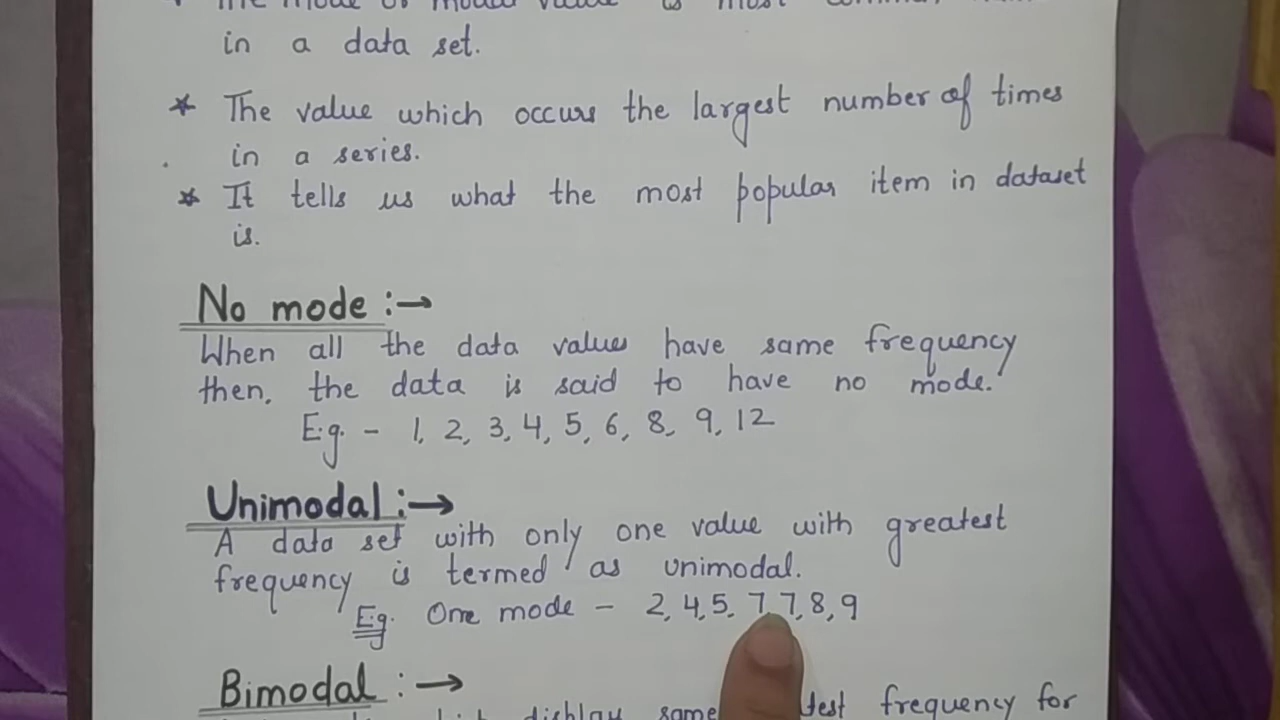 in a data set.
* The value which occurs the largest number of times
in a series.
* It tells us what the most popular item in dataset
is.
No mode :→
When all the data values have same frequency
then, the data is said to have no mode.
E.g. - 1, 2, 3, 4, 5, 6, 8, 9, 12
Unimodal :→
A data set with only one value with greatest
frequency is termed as unimodal.
E.g. One mode - 2, 4, 5, 7, 7, 8, 9
Bimodal :→
display same frequency for